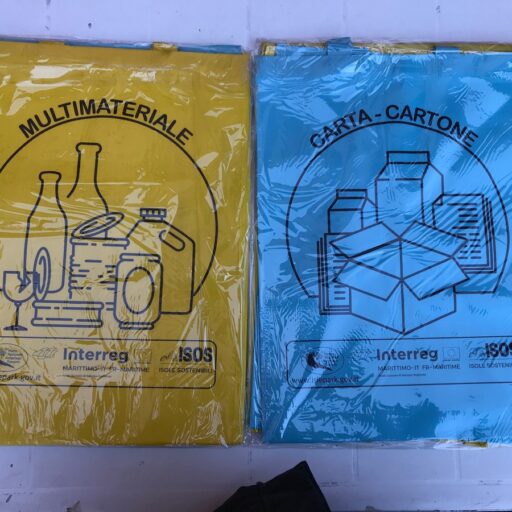 MULTIMATERIALE
Interreg
MARITTIMO-IT FR-MARITIME
ISOS
ISOLE SOSTENIBILI
CARTA - CARTONE
Interreg
MARITTIMO-IT FR-MARITIME
ISOS
ISOLE SOSTENIBILI